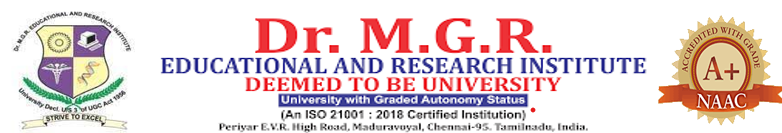 Dr. M.G.R. EDUCATIONAL AND RESEARCH INSTITUTE
University Decl. U/S 3 of UGC Act 1956
STRIVE TO EXCEL
Dr. M.G.R.
EDUCATIONAL AND RESEARCH INSTITUTE
DEEMED TO BE UNIVERSITY
University with Graded Autonomy Status
(An ISO 21001 : 2018 Certified Institution)
Periyar E.V.R. High Road, Maduravoyal, Chennai-95. Tamilnadu, India.
ACCREDITED WITH GRADE
A+
NAAC